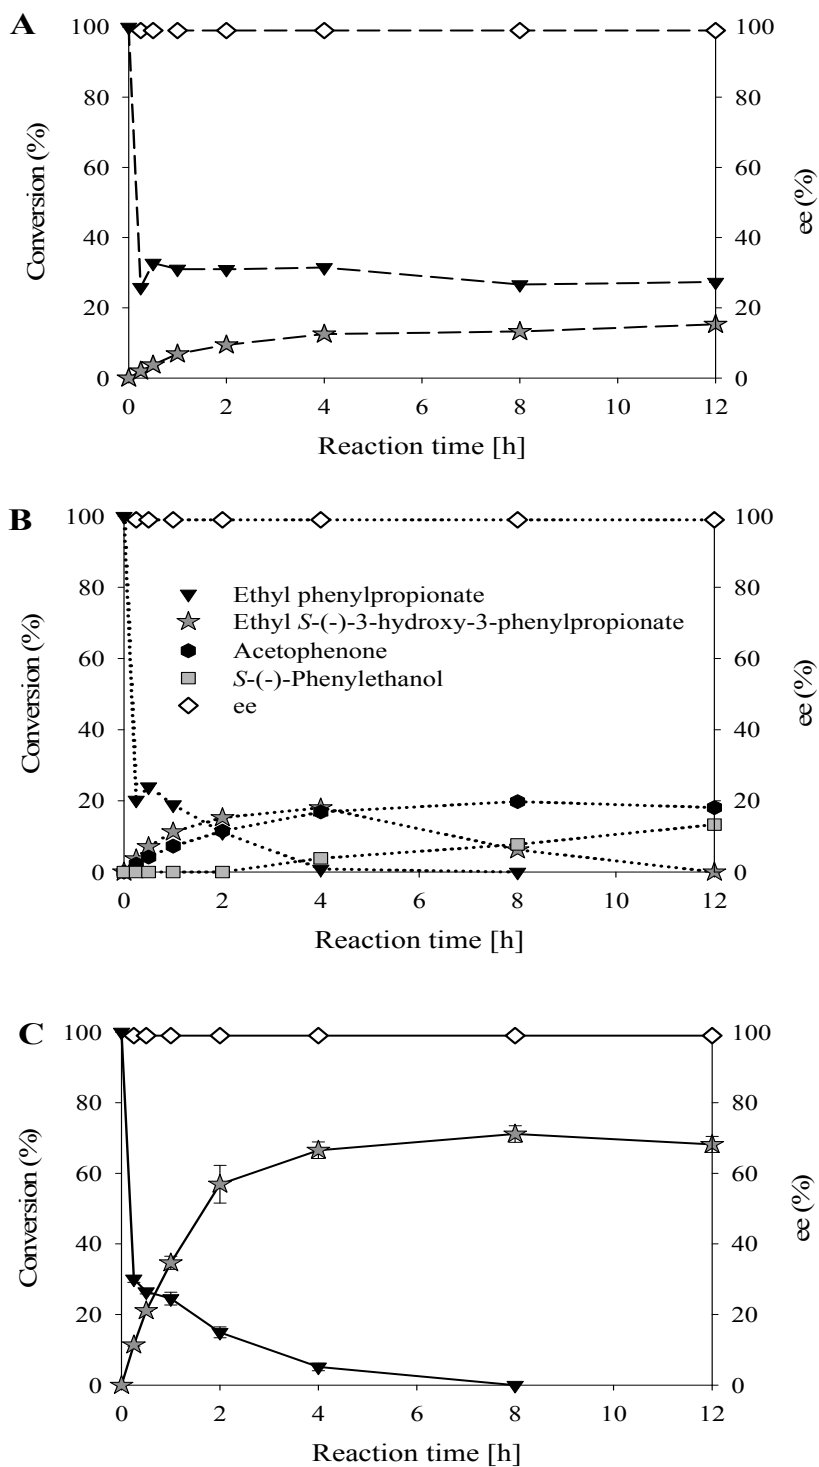 A
100
80
60
40
20
0
Conversion (%)
100
80
60
40
20
0
ee (%)
0 2 4 6 8 10 12
Reaction time [h]
B
100
80
60
40
20
0
Conversion (%)
Ethyl phenylpropionate
Ethyl S-(-)-3-hydroxy-3-phenylpropionate
Acetophenone
S-(-)-Phenylethanol
ee
100
80
60
40
20
0
ee (%)
0 2 4 6 8 10 12
Reaction time [h]
C
100
80
60
40
20
0
Conversion (%)
100
80
60
40
20
0
ee (%)
0 2 4 6 8 10 12
Reaction time [h]